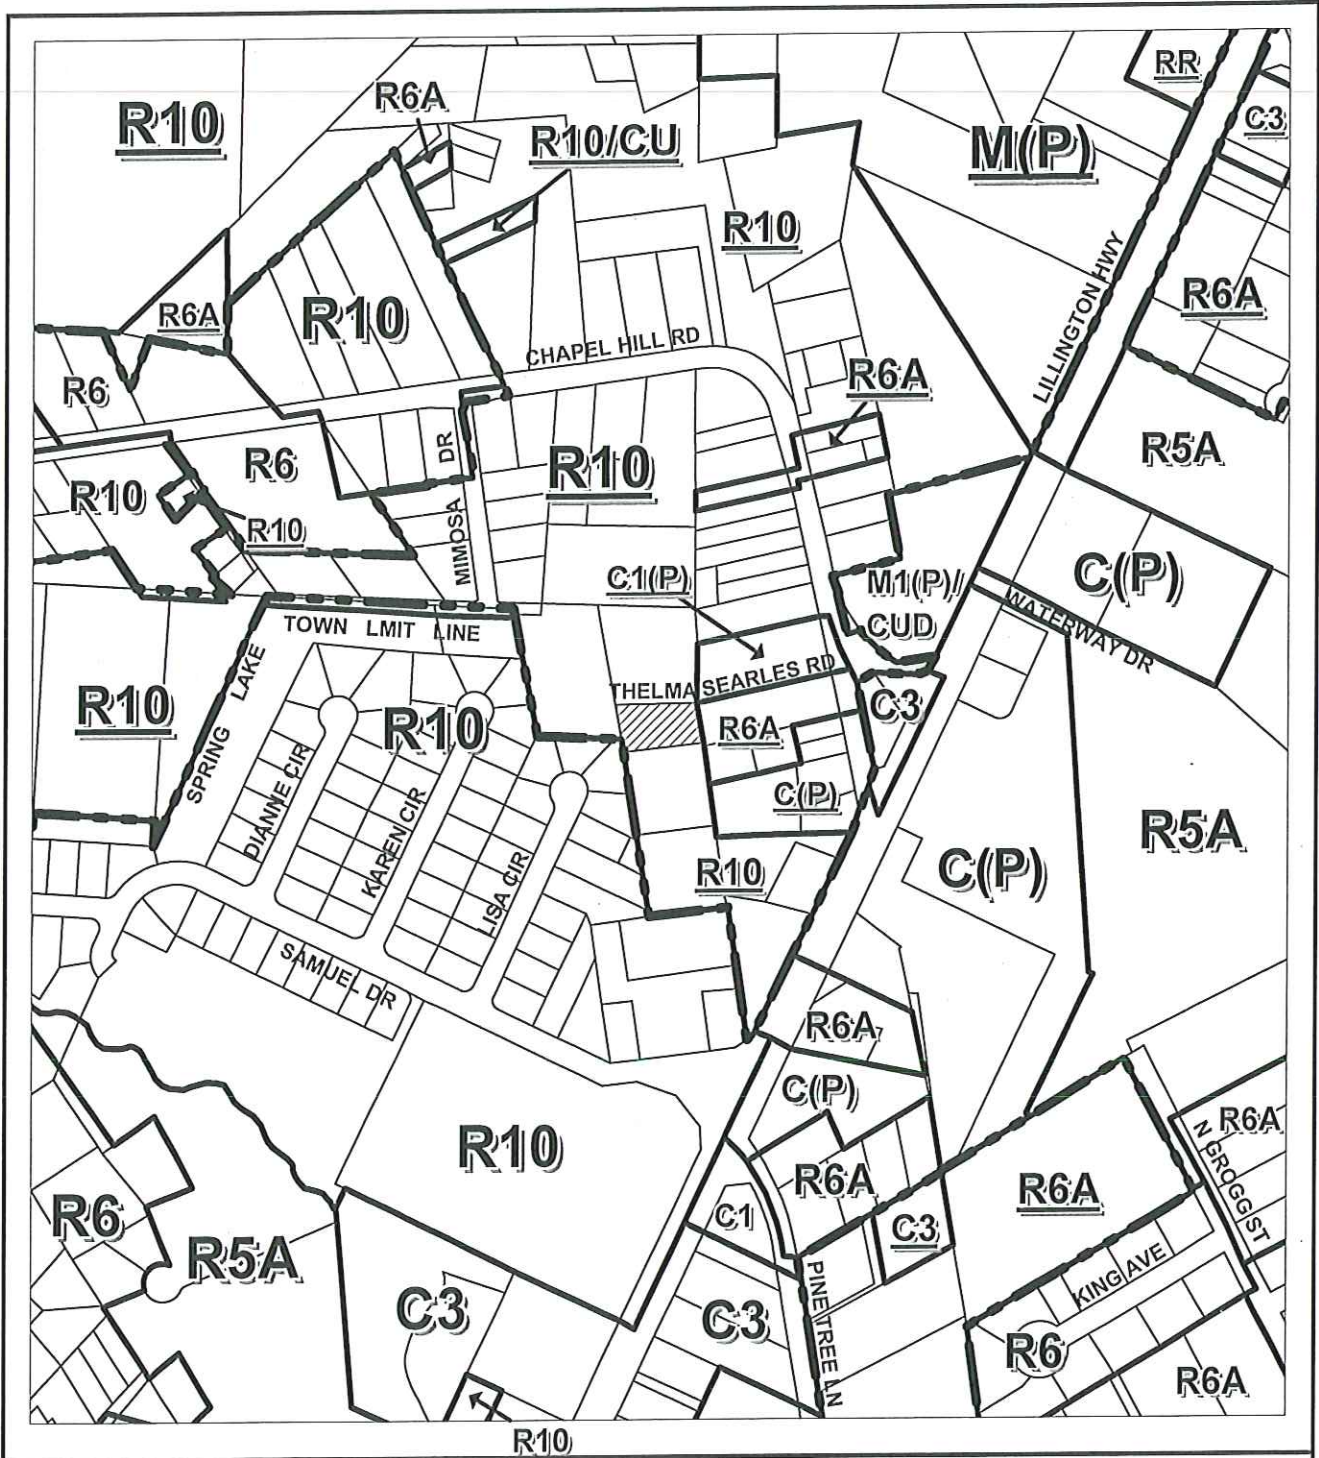 RR
R6A
R10
C3
R10/CU
M(P)
R10
R6A
R6A
R10
LILLINGTON HWY
CHAPEL HILL RD
R6
R6A
R5A
R6
R10
R10
DR
R10
MIMOSA
C1(P)
M1(P)/
CUD
C(P)
WATERWAY DR
TOWN LMIT LINE
SPRING LAKE
THELMA SEARLES RD
R10
R10
C3
R6A
DIANNE CIR
KAREN CIR
LISA CIR
C(P)
R5A
R10
C(P)
SAMUEL DR
R6A
C(P)
R10
R6A
N GROGG ST
R6A
R6A
R6
C1
C3
R5A
C3
C3
PINETREE LN
KING AVE
R6
R6A
R10